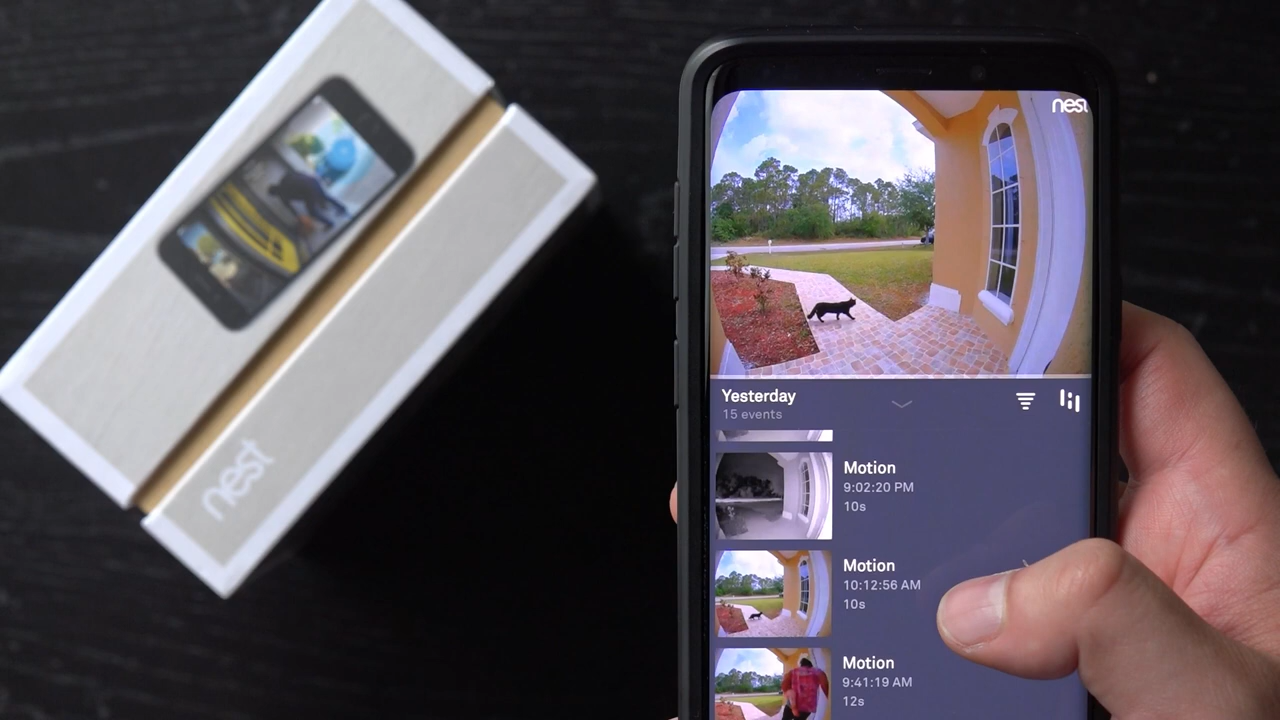 nest
nest
Yesterday
15 events
Motion
9:02:20 PM
10s
Motion
10:12:56 AM
10s
Motion
9:41:19 AM
12s